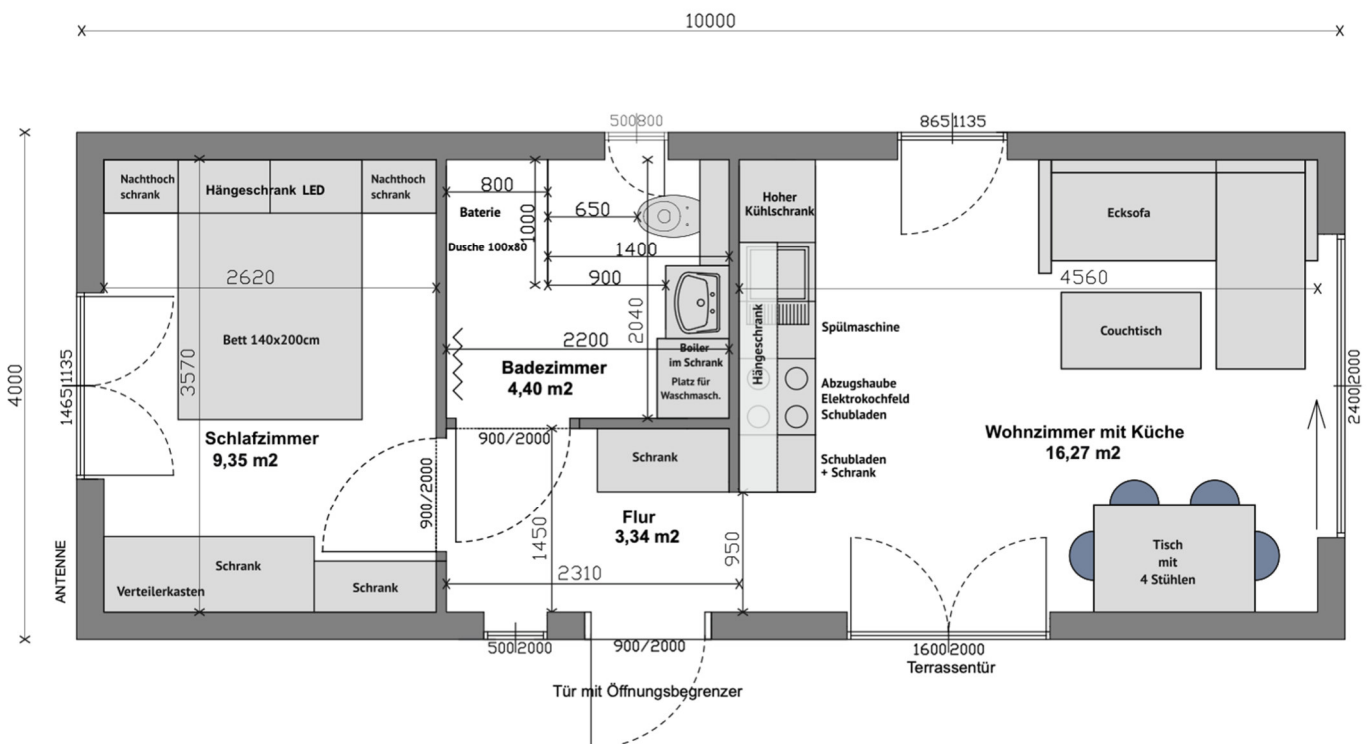 10000
4000
500|800
865|1135
Nachthoch
schrank
Hängeschrank LED
Nachthoch
schrank
800
Baterie
1000
Dusche 100x80
650
1400
900
2040
2200
Hoher
Kühlschrank
Ecksofa
2620
4560
Hängeschrank
Couchtisch
Spülmaschine
Bett 140x200cm
3570
1465|1135
Boiler
im Schrank
Platz für
Waschmasch.
Badezimmer
4,40 m2
Abzugshaube
Elektrokochfeld
Schubladen
2400|2000
Schlafzimmer
9,35 m2
900/2000
900/2000
Schrank
Schubladen
+ Schrank
Wohnzimmer mit Küche
16,27 m2
Flur
3,34 m2
1450
950
2310
Tisch
mit
4 Stühlen
ANTENNE
Schrank
Verteilerkasten
Schrank
500|2000
900/2000
1600|2000
Terrassentür
Tür mit Öffnungsbegrenzer